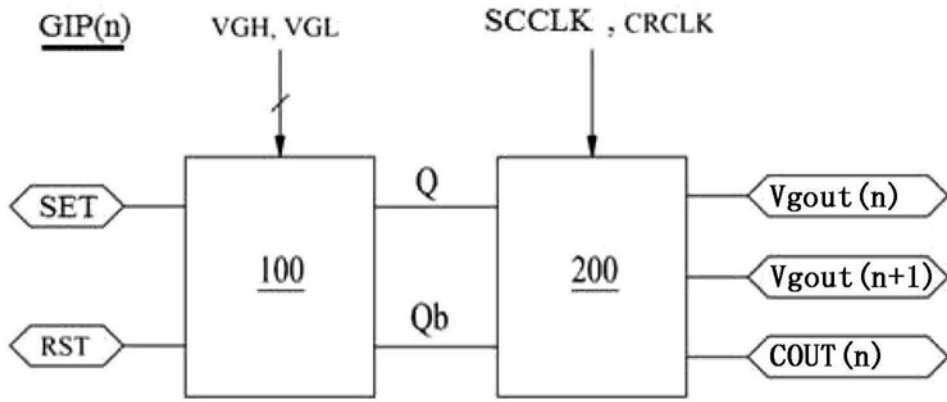 GIP(n)
VGH, VGL
SCCLK , CRCLK
SET
Q
Vgout(n)
100
200
Vgout(n+1)
RST
Qb
COUT(n)